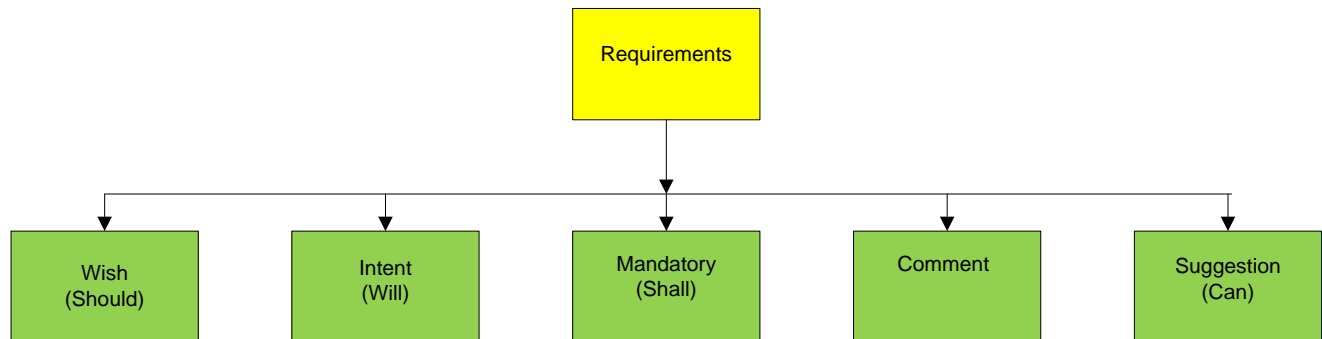 Requirements
Wish
(Should)
Intent
(Will)
Mandatory
(Shall)
Comment
Suggestion
(Can)